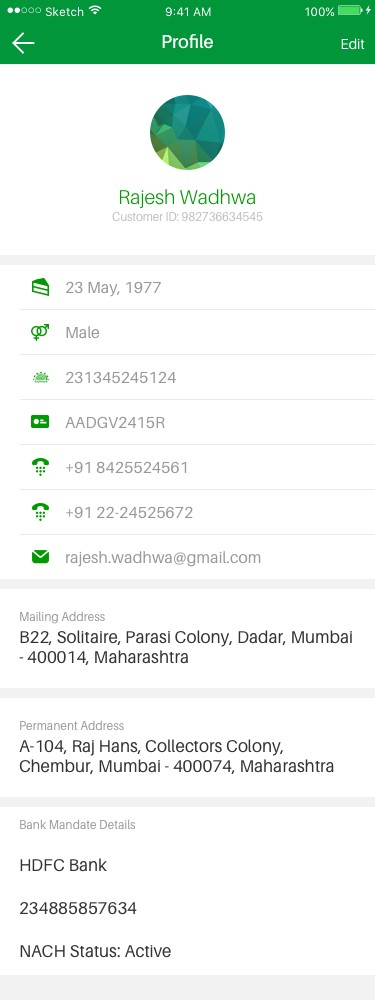 Sketch 9:41 AM 100%
Profile Edit
Rajesh Wadhwa
Customer ID: 982736634545
23 May, 1977
Male
231345245124
AADGV2415R
+91 8425524561
+91 22-24525672
rajesh.wadhwa@gmail.com
Mailing Address
B22, Solitaire, Parasi Colony, Dadar, Mumbai
- 400014, Maharashtra
Permanent Address
A-104, Raj Hans, Collectors Colony,
Chembur, Mumbai - 400074, Maharashtra
Bank Mandate Details
HDFC Bank
234885857634
NACH Status: Active